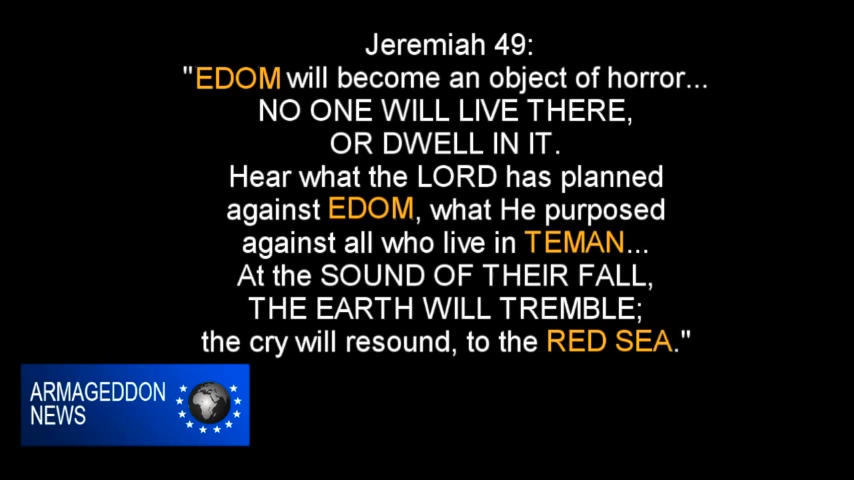 Jeremiah 49:
"EDOM will become an object of horror...
NO ONE WILL LIVE THERE,
OR DWELL IN IT.
Hear what the LORD has planned
against EDOM, what He purposed
against all who live in TEMAN...
At the SOUND OF THEIR FALL,
THE EARTH WILL TREMBLE;
the cry will resound, to the RED SEA."
ARMAGEDDON
NEWS